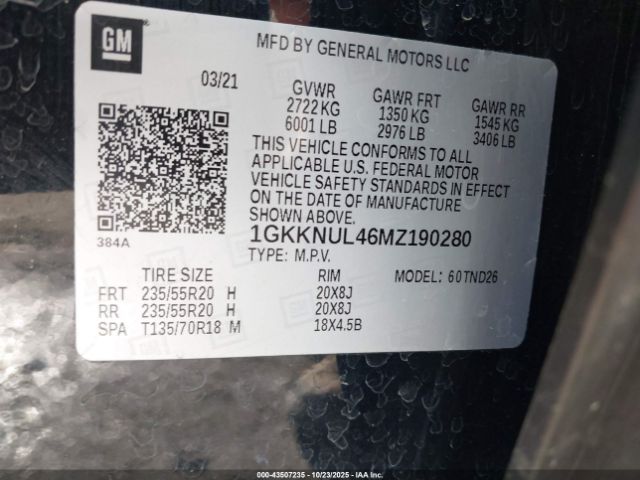 GM
MFD BY GENERAL MOTORS LLC
03/21
GVWR GAWR FRT GAWR RR
2722 KG 1350 KG 1545 KG
6001 LB 2976 LB 3406 LB
THIS VEHICLE CONFORMS TO ALL
APPLICABLE U.S. FEDERAL MOTOR
VEHICLE SAFETY STANDARDS IN EFFECT
ON THE DATE OF MANUFACTURE
SHOWN ABOVE.
384A
1GKKNUL46MZ190280
TYPE: M.P.V. MODEL: 60TND26
TIRE SIZE RIM
FRT 235/55R20 H 20X8J
RR 235/55R20 H 20X8J
SPA T135/70R18 M 18X4.5B
000-43507235 - 10/23/2025 - IAAI.COM